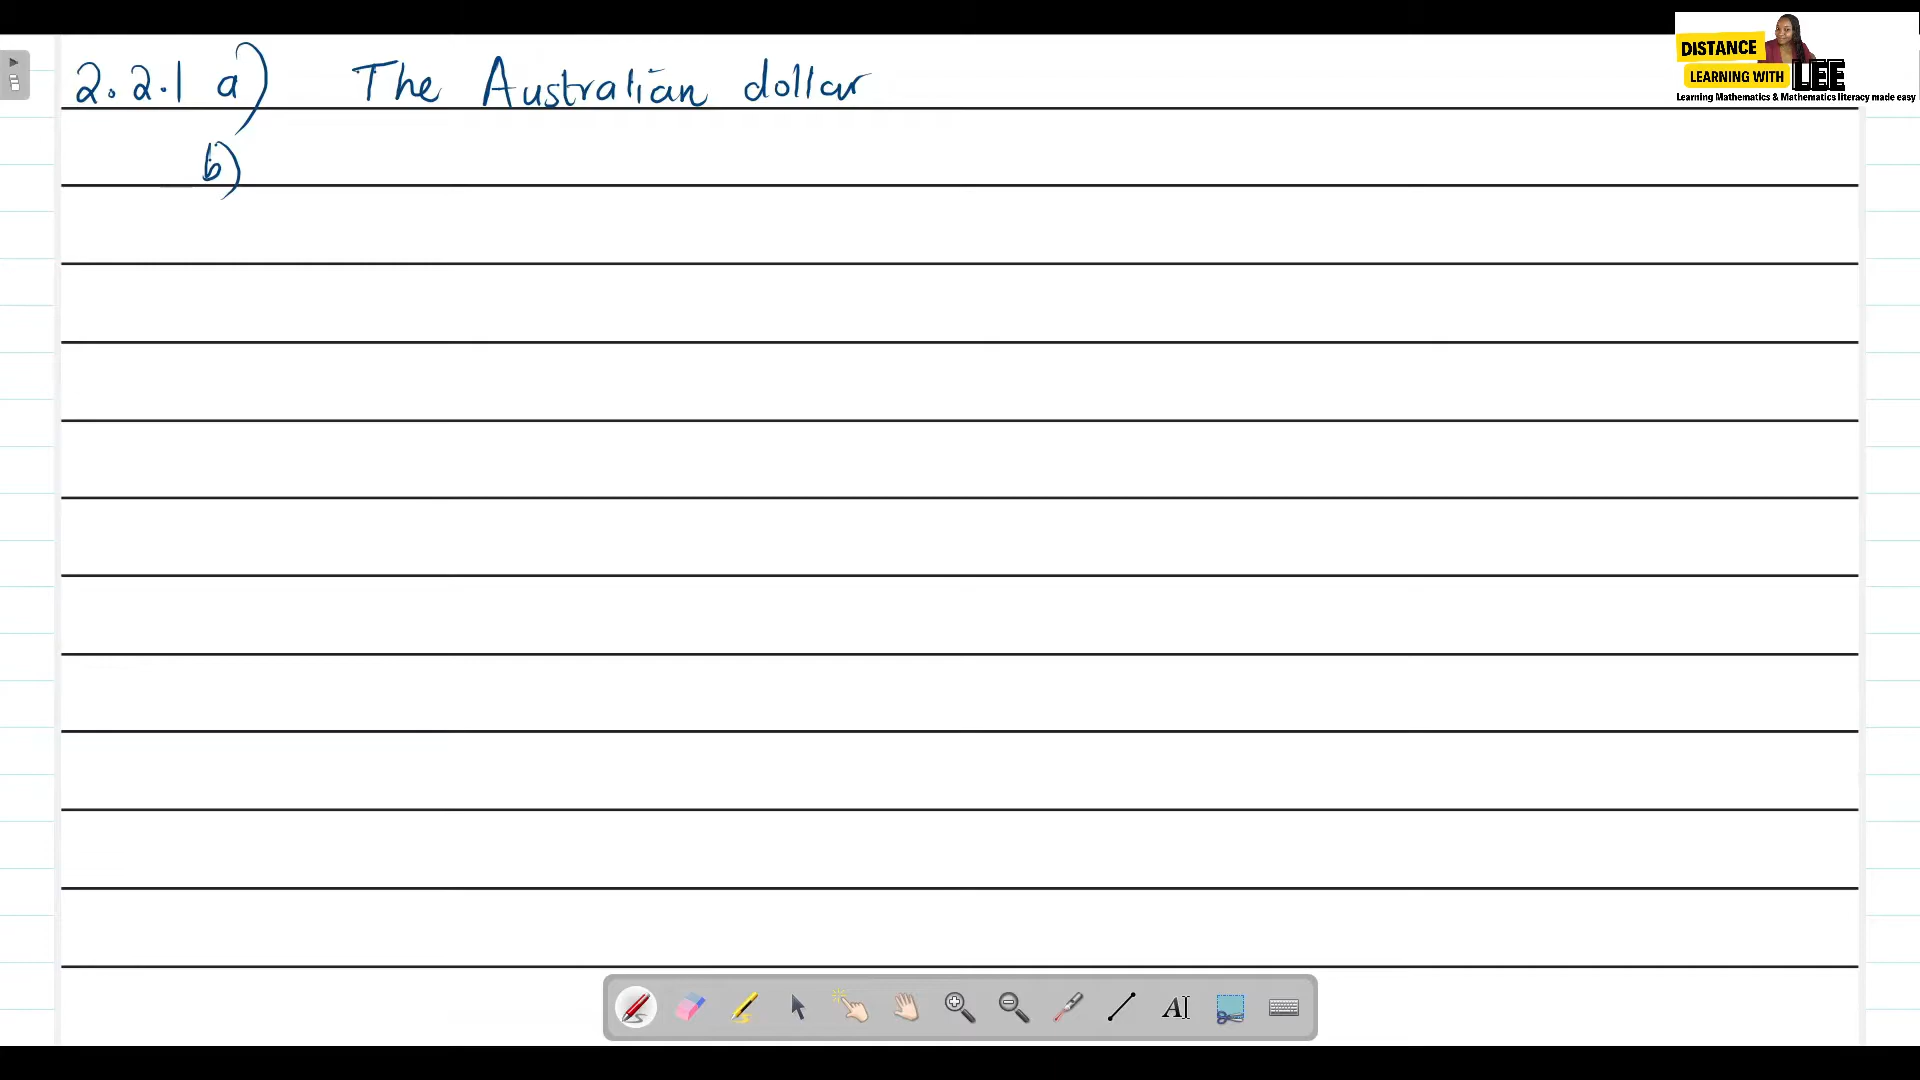 2.2.1 a) The Australian dollar
b)
DISTANCE
LEARNING WITH LEE
Learning Mathematics & Mathematics literacy made easy
A